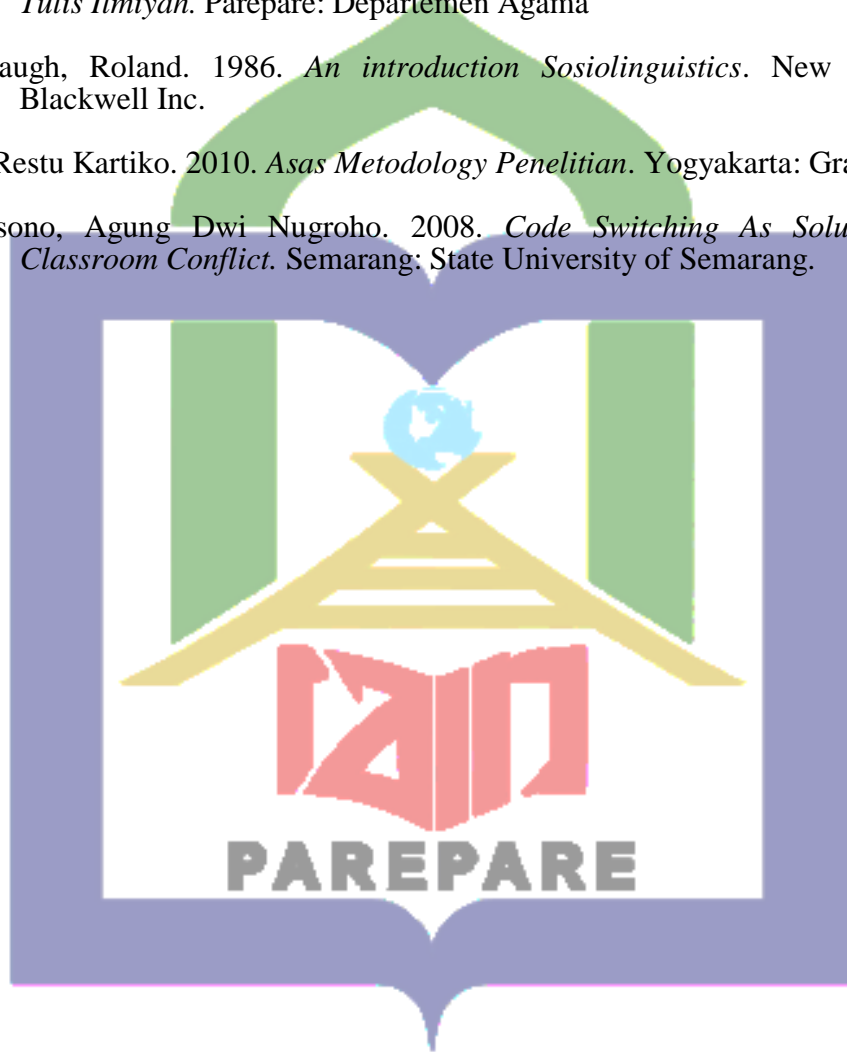 Tulis Ilmiyah. Parepare: Departemen Agama
augh, Roland. 1986. An introduction Sosiolinguistics. New
Blackwell Inc.
Restu Kartiko. 2010. Asas Metodology Penelitian. Yogyakarta: Gra
sono, Agung Dwi Nugroho. 2008. Code Switching As Solu
Classroom Conflict. Semarang: State University of Semarang.
iain
PAREPARE